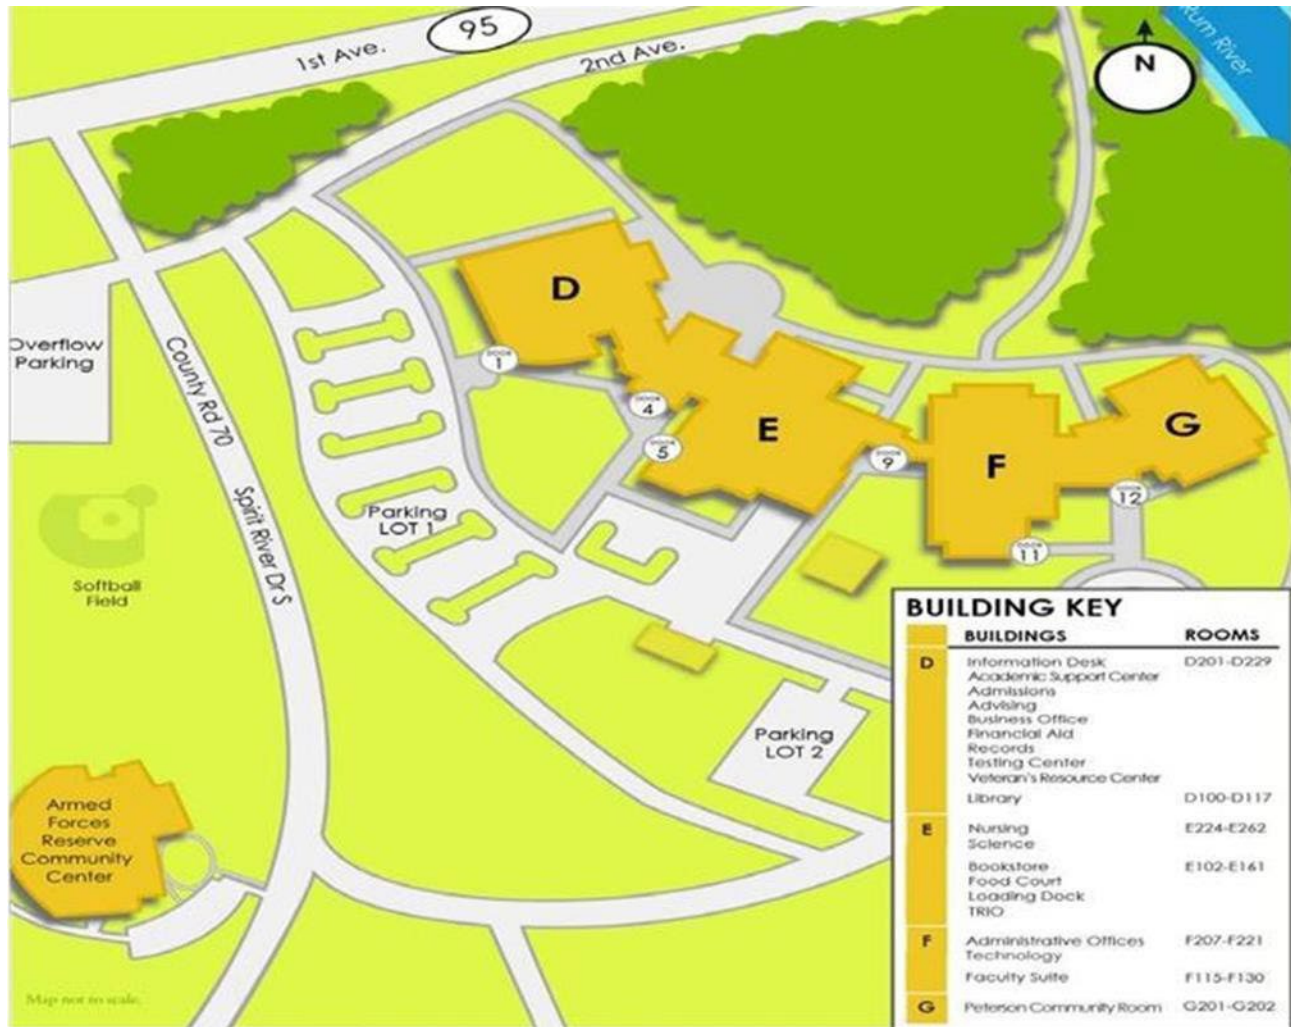 95
1st Ave.
2nd Ave.
Rum River
N
D
Overflow
Parking
DOOR
1
County Rd 70
DOOR
4
E
G
DOOR
5
DOOR
9
F
Spirit River Dr S
DOOR
12
Parking
LOT 1
DOOR
11
Softball
Field
Parking
LOT 2
Armed
Forces
Reserve
Community
Center
Map not to scale.
BUILDING KEY
BUILDINGS ROOMS
D Information Desk D201-D229
Academic Support Center
Admissions
Advising
Business Office
Financial Aid
Records
Testing Center
Veteran's Resource Center
Library D100-D117
E Nursing E224-E262
Science
Bookstore E102-E161
Food Court
Loading Dock
TRIO
F Administrative Offices F207-F221
Technology
Faculty Suite F115-F130
G Peterson Community Room G201-G202